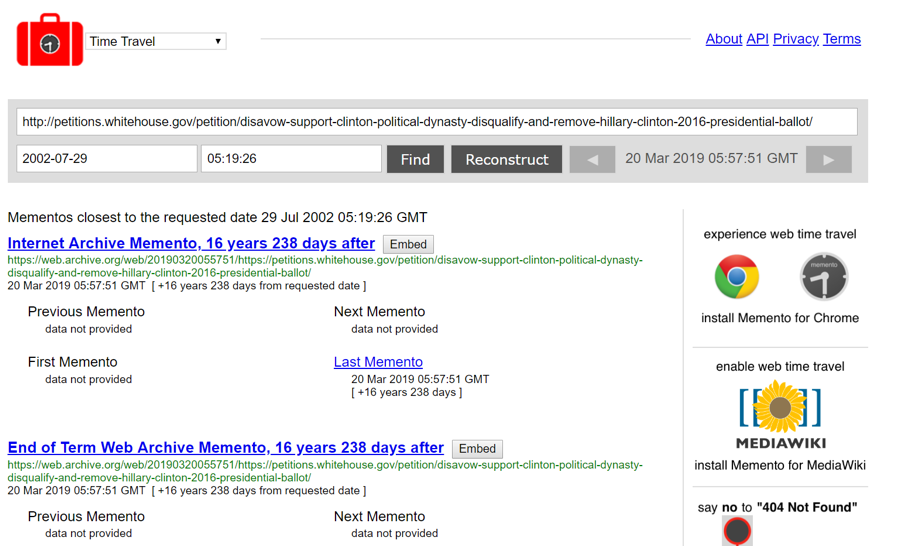 Time Travel
About API Privacy Terms
http://petitions.whitehouse.gov/petition/disavow-support-clinton-political-dynasty-disqualify-and-remove-hillary-clinton-2016-presidential-ballot/
2002-07-29 05:19:26 Find Reconstruct 20 Mar 2019 05:57:51 GMT
Mementos closest to the requested date 29 Jul 2002 05:19:26 GMT
Internet Archive Memento, 16 years 238 days after Embed
https://web.archive.org/web/20190320055751/https://petitions.whitehouse.gov/petition/disavow-support-clinton-political-dynasty-
disqualify-and-remove-hillary-clinton-2016-presidential-ballot/
20 Mar 2019 05:57:51 GMT [ +16 years 238 days from requested date ]
Previous Memento Next Memento
data not provided data not provided
First Memento Last Memento
data not provided 20 Mar 2019 05:57:51 GMT
[ +16 years 238 days ]
End of Term Web Archive Memento, 16 years 238 days after Embed
https://web.archive.org/web/20190320055751/https://petitions.whitehouse.gov/petition/disavow-support-clinton-political-dynasty-
disqualify-and-remove-hillary-clinton-2016-presidential-ballot/
20 Mar 2019 05:57:51 GMT [ +16 years 238 days from requested date ]
Previous Memento Next Memento
data not provided data not provided
experience web time travel
memento
install Memento for Chrome
enable web time travel
MEDIAWIKI
install Memento for MediaWiki
say no to "404 Not Found"